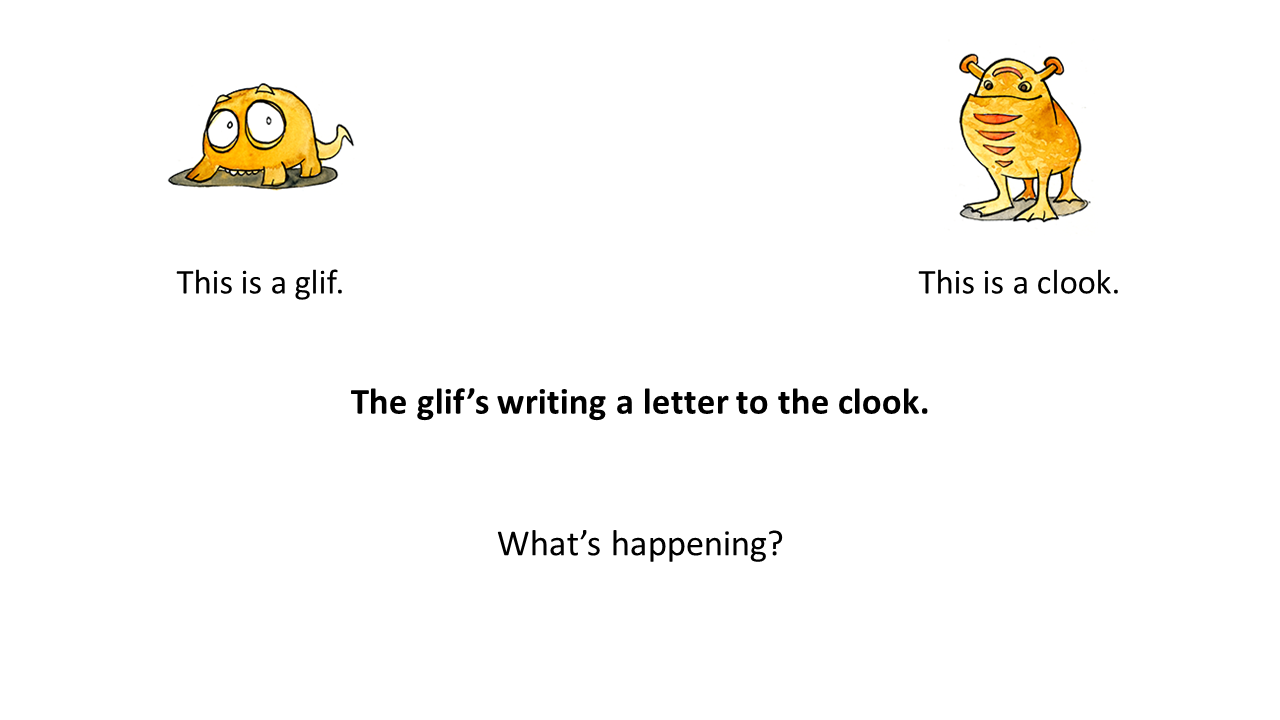 This is a glif.
This is a clook.
The glif’s writing a letter to the clook.
What’s happening?